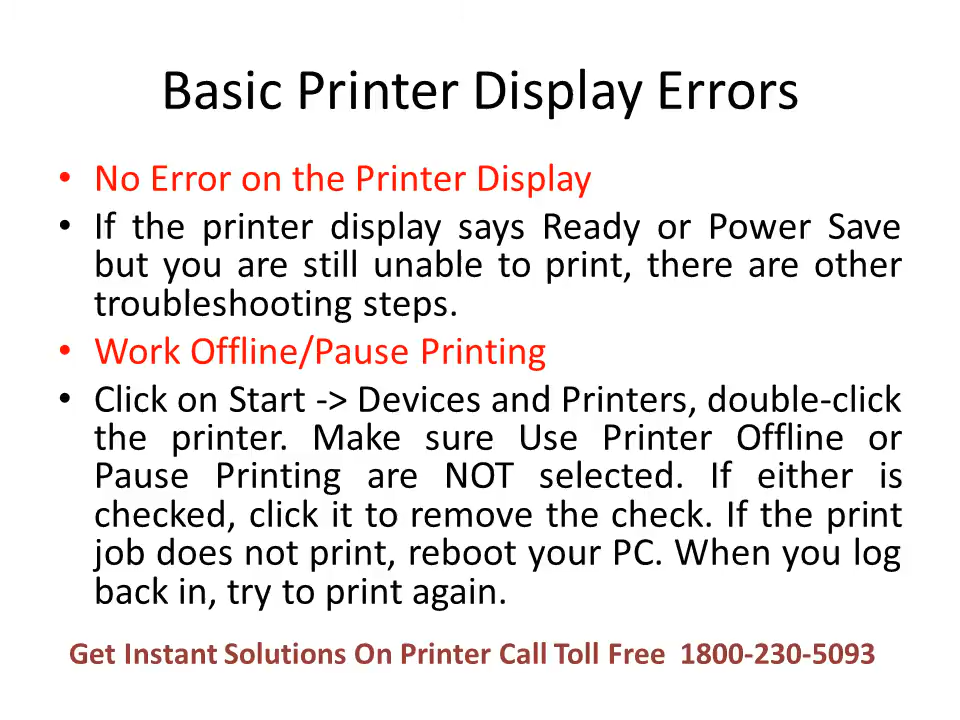 Basic Printer Display Errors
• No Error on the Printer Display
• If the printer display says Ready or Power Save
but you are still unable to print, there are other
troubleshooting steps.
• Work Offline/Pause Printing
• Click on Start -> Devices and Printers, double-click
the printer. Make sure Use Printer Offline or
Pause Printing are NOT selected. If either is
checked, click it to remove the check. If the print
job does not print, reboot your PC. When you log
back in, try to print again.
Get Instant Solutions On Printer Call Toll Free 1800-230-5093